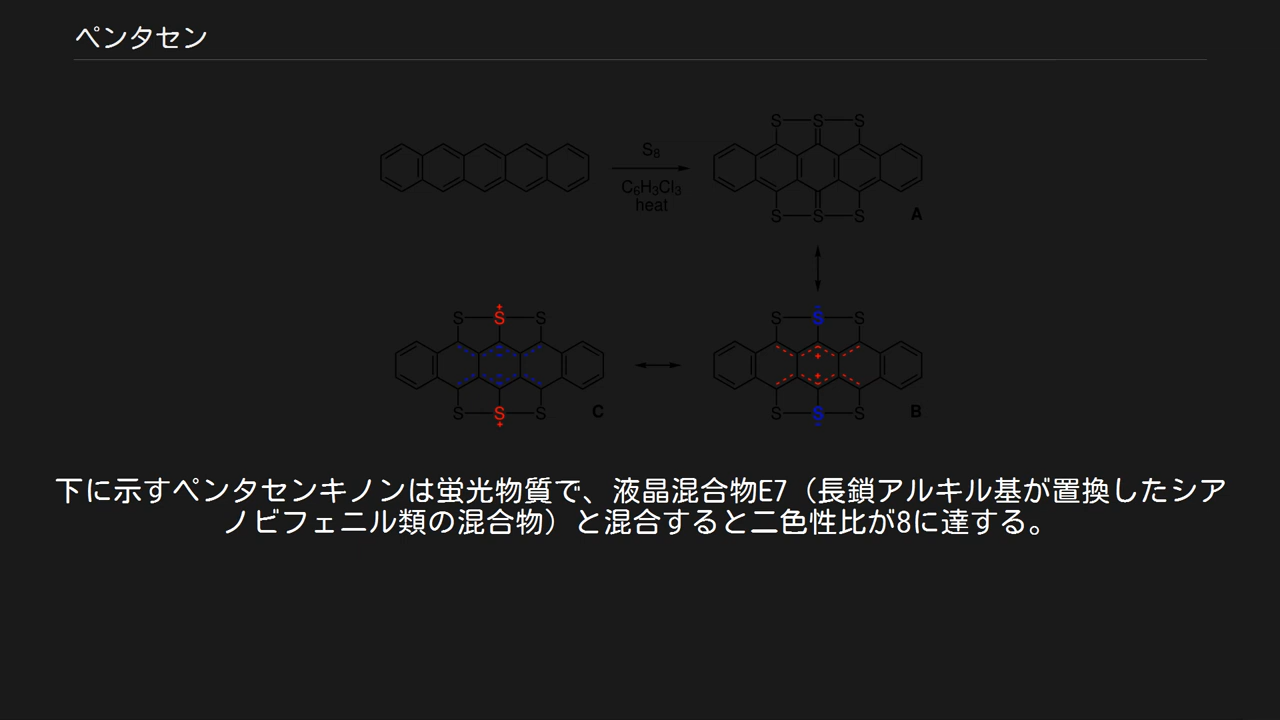 ペンタセン
S S S
S₈
C₆H₃Cl₃
heat
S S S
A
S S S
S S S
S S S
C
S S S
B
下に示すペンタセンキノンは蛍光物質で、液晶混合物E7（長鎖アルキル基が置換したシア
ノビフェニル類の混合物）と混合すると二色性比が8に達する。